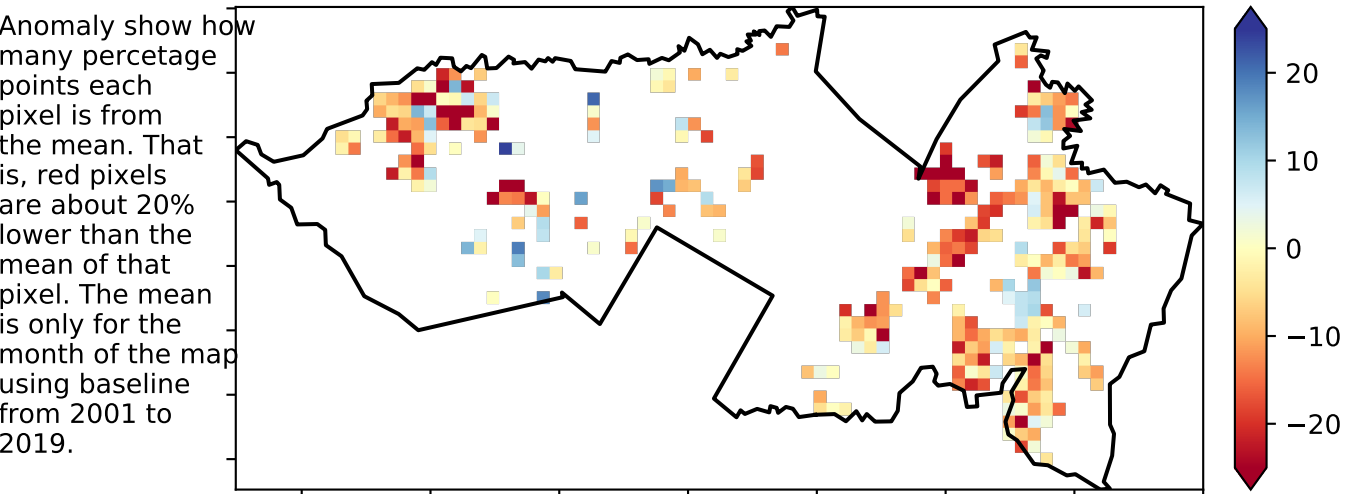 Anomaly show how
many percetage
points each
pixel is from
the mean. That
is, red pixels
are about 20%
lower than the
mean of that
pixel. The mean
is only for the
month of the map
using baseline
from 2001 to
2019.
20
10
0
−10
−20